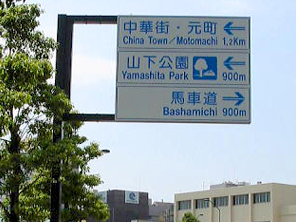 中華街・元町 ←
China Town／Motomachi 1.2Km
山下公園 ←
Yamashita Park 900m
馬車道 →
Bashamichi 900m